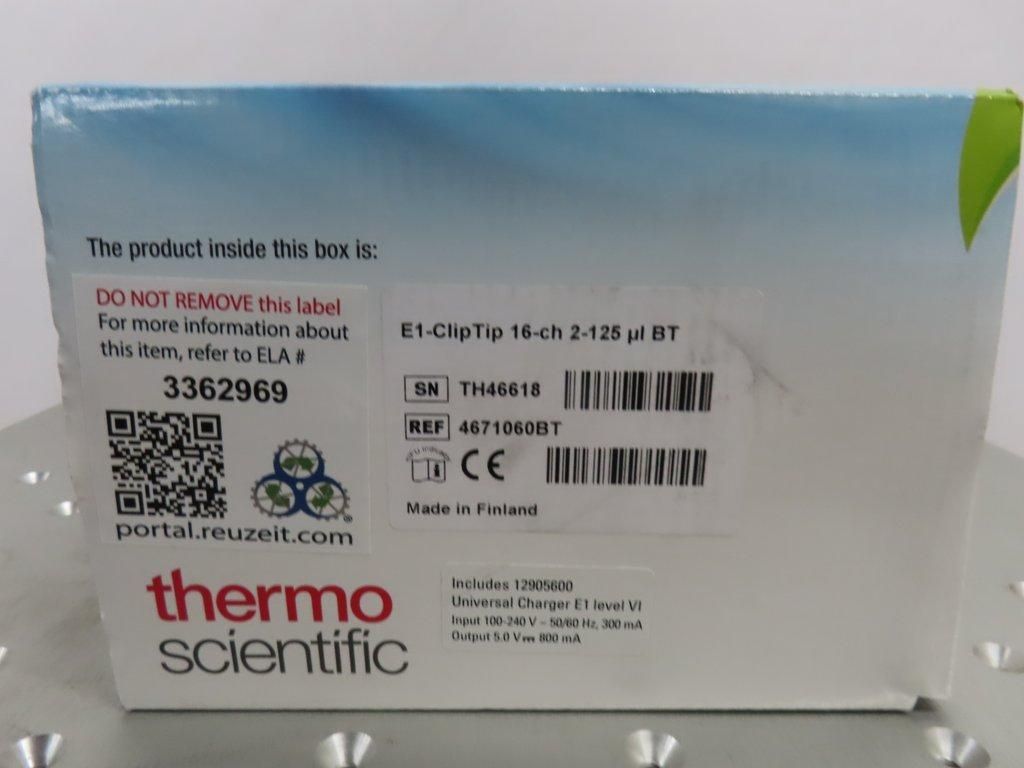 The product inside this box is:
DO NOT REMOVE this label
For more information about
this item, refer to ELA #
3362969
portal.reuzeit.com
E1-ClipTip 16-ch 2-125 µl BT
SN TH46618
REF 4671060BT
CE
Made in Finland
thermo
scientific
Includes 12905600
Universal Charger E1 level VI
Input 100-240 V ~ 50/60 Hz, 300 mA
Output 5.0 V⎓ 800 mA